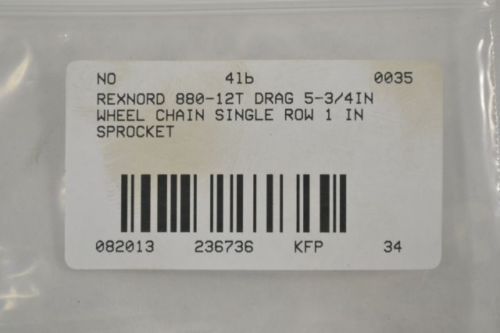 NO 4lb 0035
REXNORD 880-12T DRAG 5-3/4IN
WHEEL CHAIN SINGLE ROW 1 IN
SPROCKET
082013 236736 KFP 34